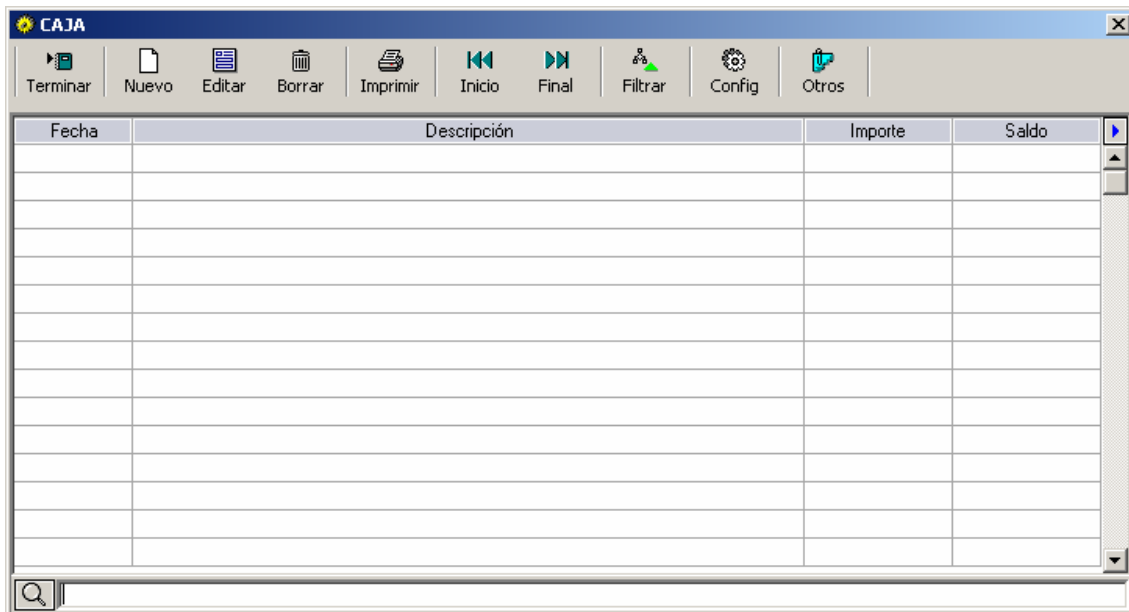 CAJA
Terminar Nuevo Editar Borrar Imprimir Inicio Final Filtrar Config Otros
Fecha Descripción Importe Saldo